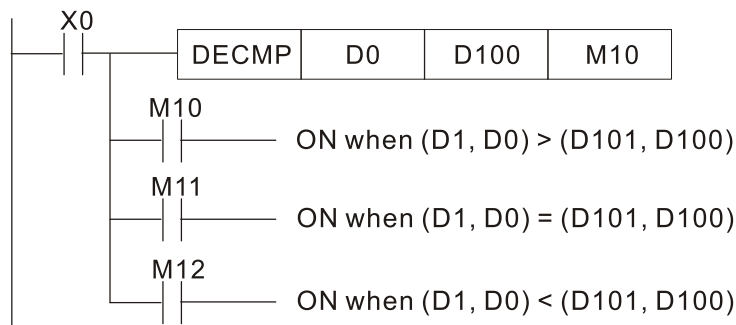 X0
DECMP D0 D100 M10
M10
ON when (D1, D0) > (D101, D100)
M11
ON when (D1, D0) = (D101, D100)
M12
ON when (D1, D0) < (D101, D100)